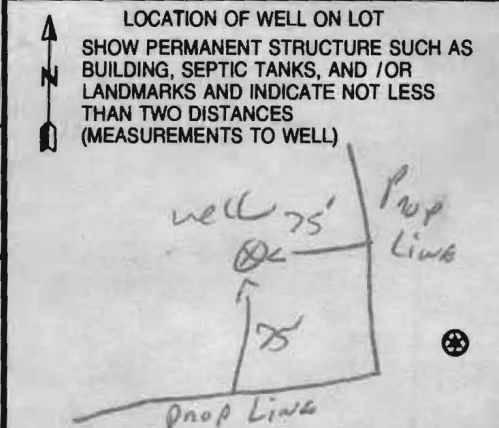 LOCATION OF WELL ON LOT
SHOW PERMANENT STRUCTURE SUCH AS
BUILDING, SEPTIC TANKS, AND /OR
LANDMARKS AND INDICATE NOT LESS
THAN TWO DISTANCES
(MEASUREMENTS TO WELL)
N
well 75'
Prop
Line
75'
Prop Line